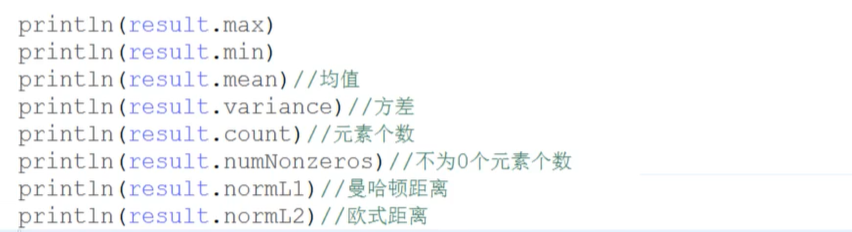 println(result.max)
println(result.min)
println(result.mean)//均值
println(result.variance)//方差
println(result.count)//元素个数
println(result.numNonzeros)//不为0个元素个数
println(result.normL1)//曼哈顿距离
println(result.normL2)//欧式距离